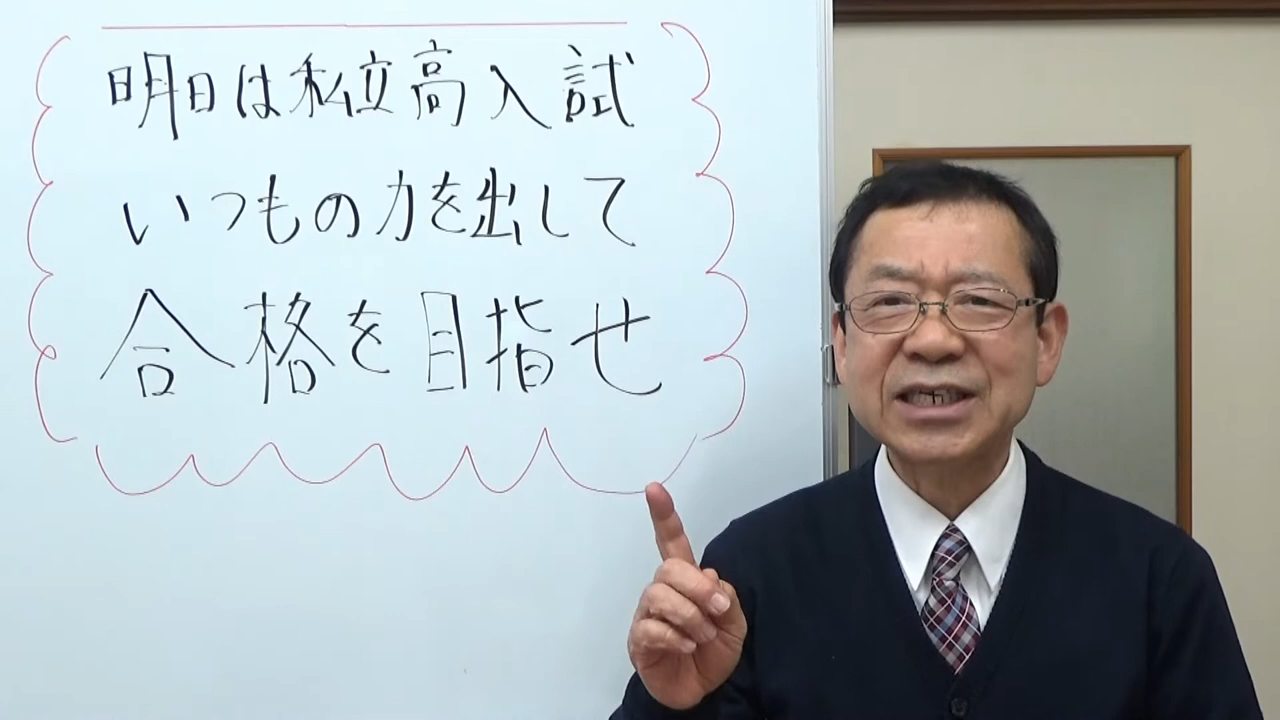 明日は私立高入試
いつもの力を出して
合格を目指せ